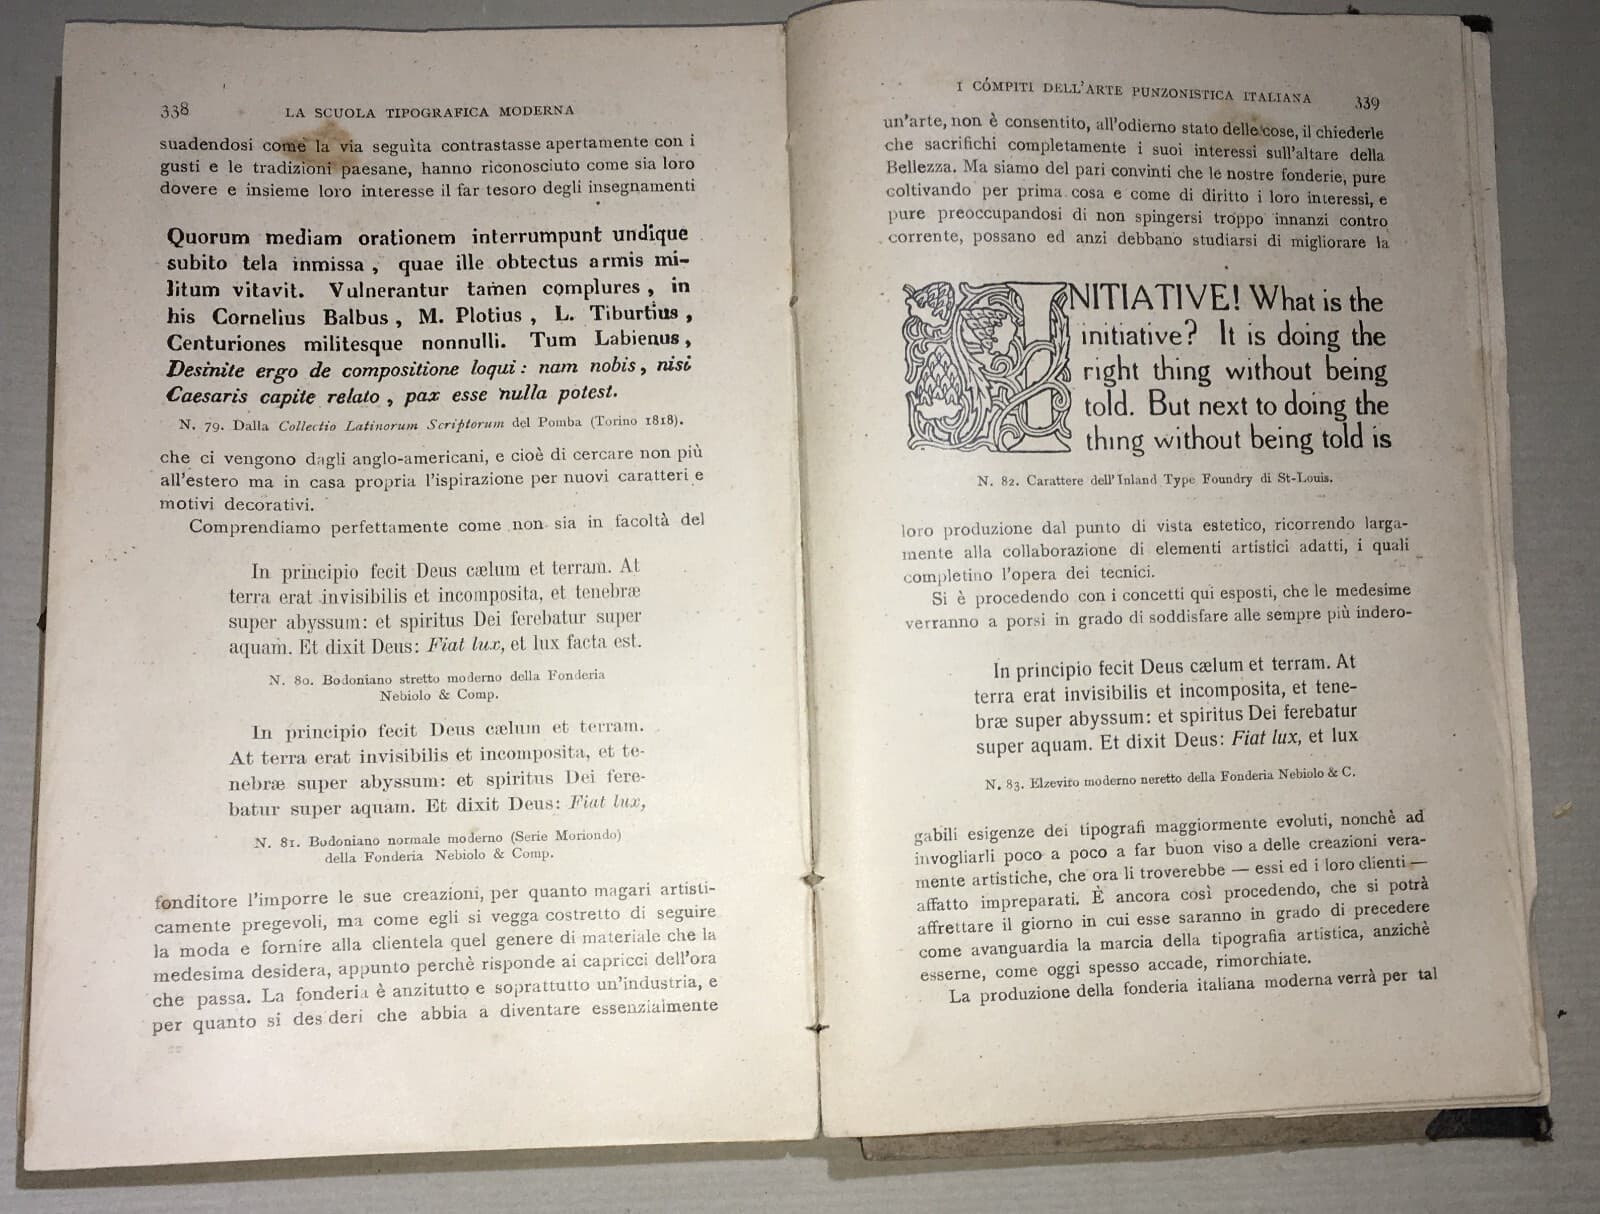 338
LA SCUOLA TIPOGRAFICA MODERNA
suadendosi come la via seguita contrastasse apertamente con i
gusti e le tradizioni paesane, hanno riconosciuto come sia loro
dovere e insieme loro interesse il far tesoro degli insegnamenti
Quorum mediam orationem interrumpunt undique
subito tela inmissa , quae ille obtectus armis mi-
litum vitavit. Vulnerantur tamen complures , in
his Cornelius Balbus , M. Plotius , L. Tiburtius ,
Centuriones militesque nonnulli. Tum Labienus ,
Desinite ergo de compositione loqui : nam nobis , nisi
Caesaris capite relato , pax esse nulla potest.
N. 79. Dalla Collectio Latinorum Scriptorum del Pomba (Torino 1818).
che ci vengono dagli anglo-americani, e cioè di cercare non più
all'estero ma in casa propria l'ispirazione per nuovi caratteri e
motivi decorativi.
Comprendiamo perfettamente come non sia in facoltà del
In principio fecit Deus cælum et terram. At
terra erat invisibilis et incomposita, et tenebræ
super abyssum: et spiritus Dei ferebatur super
aquam. Et dixit Deus: Fiat lux, et lux facta est.
N. 80. Bodoniano stretto moderno della Fonderia
Nebiolo & Comp.
In principio fecit Deus cælum et terram.
At terra erat invisibilis et incomposita, et te-
nebræ super abyssum: et spiritus Dei fere-
batur super aquam. Et dixit Deus: Fiat lux,
N. 81. Bodoniano normale moderno (Serie Moriondo)
della Fonderia Nebiolo & Comp.
fonditore l'imporre le sue creazioni, per quanto magari artisti-
camente pregevoli, ma come egli si vegga costretto di seguire
la moda e fornire alla clientela quel genere di materiale che la
medesima desidera, appunto perchè risponde ai capricci dell'ora
che passa. La fonderia è anzitutto e soprattutto un'industria, e
per quanto si des deri che abbia a diventare essenzialmente
I CÓMPITI DELL'ARTE PUNZONISTICA ITALIANA
339
un'arte, non è consentito, all'odierno stato delle cose, il chiederle
che sacrifichi completamente i suoi interessi sull'altare della
Bellezza. Ma siamo del pari convinti che le nostre fonderie, pure
coltivando per prima cosa e come di diritto i loro interessi, e
pure preoccupandosi di non spingersi troppo innanzi contro
corrente, possano ed anzi debbano studiarsi di migliorare la
INITIATIVE! What is the
initiative? It is doing the
right thing without being
told. But next to doing the
thing without being told is
N. 82. Carattere dell'Inland Type Foundry di St-Louis.
loro produzione dal punto di vista estetico, ricorrendo larga-
mente alla collaborazione di elementi artistici adatti, i quali
completino l'opera dei tecnici.
Si è procedendo con i concetti qui esposti, che le medesime
verranno a porsi in grado di soddisfare alle sempre più indero-
In principio fecit Deus cælum et terram. At
terra erat invisibilis et incomposita, et tene-
bræ super abyssum: et spiritus Dei ferebatur
super aquam. Et dixit Deus: Fiat lux, et lux
N. 83. Elzeviro moderno neretto della Fonderia Nebiolo & C.
gabili esigenze dei tipografi maggiormente evoluti, nonchè ad
invogliarli poco a poco a far buon viso a delle creazioni vera-
mente artistiche, che ora li troverebbe — essi ed i loro clienti —
affatto impreparati. È ancora così procedendo, che si potrà
affrettare il giorno in cui esse saranno in grado di precedere
come avanguardia la marcia della tipografia artistica, anzichè
esserne, come oggi spesso accade, rimorchiate.
La produzione della fonderia italiana moderna verrà per tal